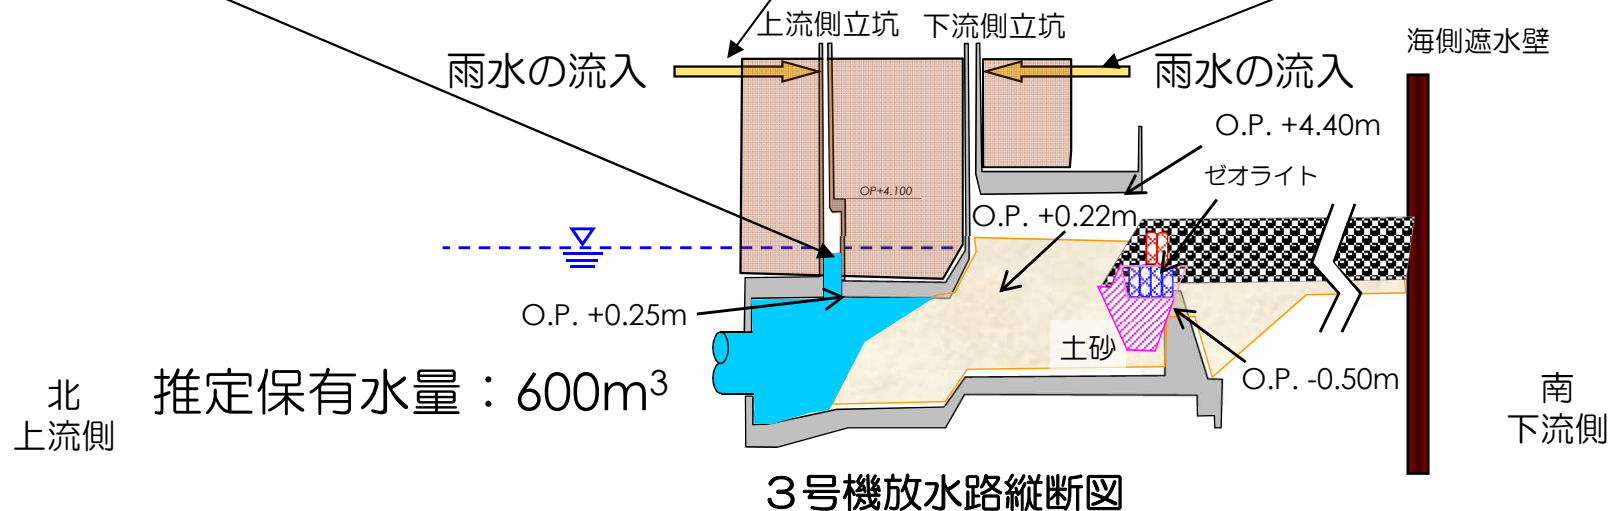 上流側立坑 下流側立坑
海側遮水壁
雨水の流入 雨水の流入
O.P. +4.40m
ゼオライト
OP+4.100
O.P. +0.22m
O.P. +0.25m
土砂
O.P. -0.50m
推定保有水量：600m³
北
上流側
南
下流側
３号機放水路縦断図